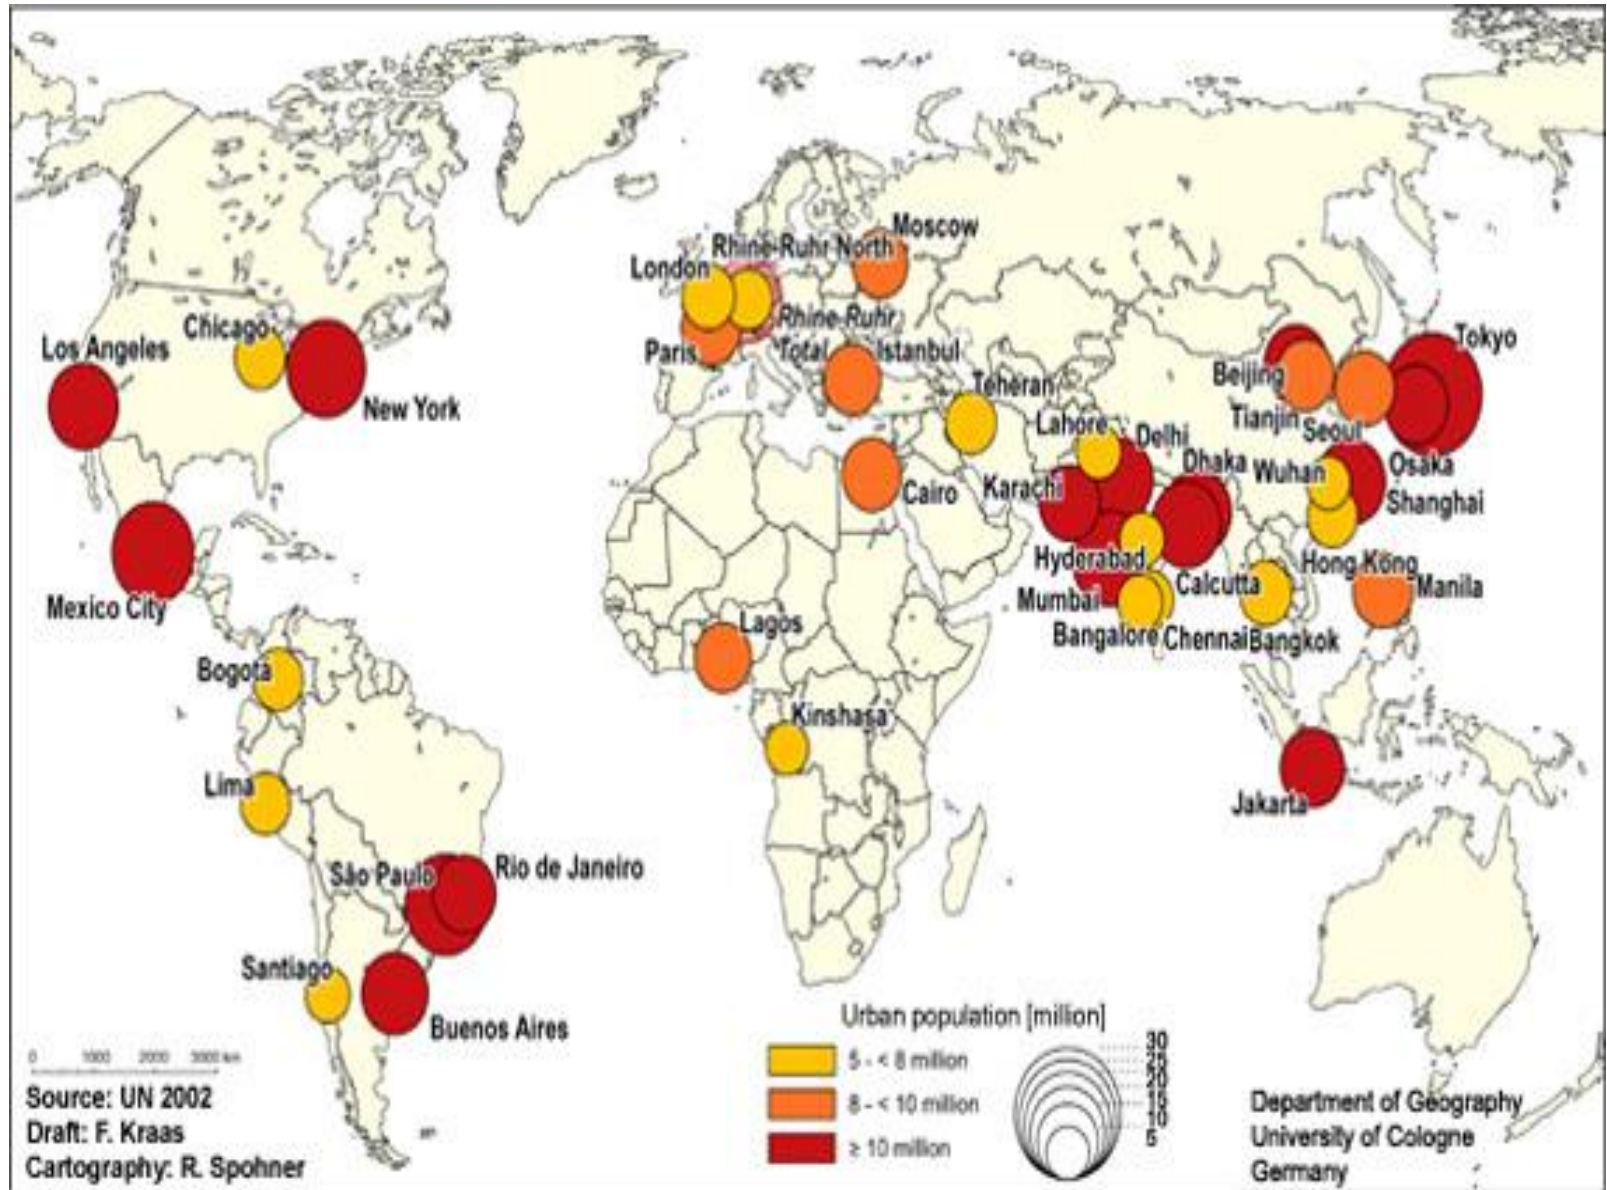 Moscow
Rhine-Ruhr North
London
Rhine-Ruhr
Total
Paris
Istanbul
Chicago
Los Angeles
New York
Tokyo
Teheran
Beijing
Lahore
Delhi
Tianjin
Seoul
Dhaka
Wuhan
Osaka
Karachi
Cairo
Shanghai
Hyderabad
Hong Kong
Mexico City
Mumbai
Calcutta
Manila
Lagos
Bangalore
Chennai
Bangkok
Bogotá
Kinshasa
Lima
Jakarta
São Paulo
Rio de Janeiro
Santiago
Buenos Aires
0 1000 2000 3000 km
Source: UN 2002
Draft: F. Kraas
Cartography: R. Spohner
Urban population [million]
5 - < 8 million
8 - < 10 million
≥ 10 million
30
25
20
15
10
5
Department of Geography
University of Cologne
Germany